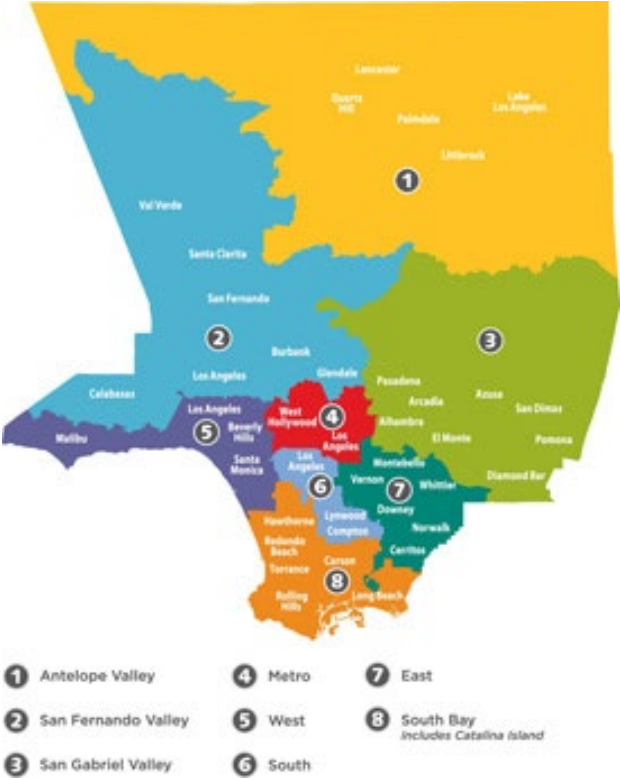 Lancaster
Quartz
Hill
Lake
Los Angeles
Palmdale
Littlerock
1
Val Verde
Santa Clarita
San Fernando
2
3
Burbank
Glendale
Los Angeles
Pasadena
Calabasas
Azusa
Arcadia
San Dimas
Los Angeles
West
Hollywood
4
Alhambra
5
Beverly
Hills
Los
Angeles
El Monte
Pomona
Malibu
Santa
Monica
Los
Angeles
Montebello
Diamond Bar
6
Vernon
7
Whittier
Downey
Hawthorne
Lynwood
Compton
Norwalk
Redondo
Beach
Cerritos
Torrance
Carson
8
Rolling
Hills
Long Beach
1 Antelope Valley
2 San Fernando Valley
3 San Gabriel Valley
4 Metro
5 West
6 South
7 East
8 South Bay
Includes Catalina Island